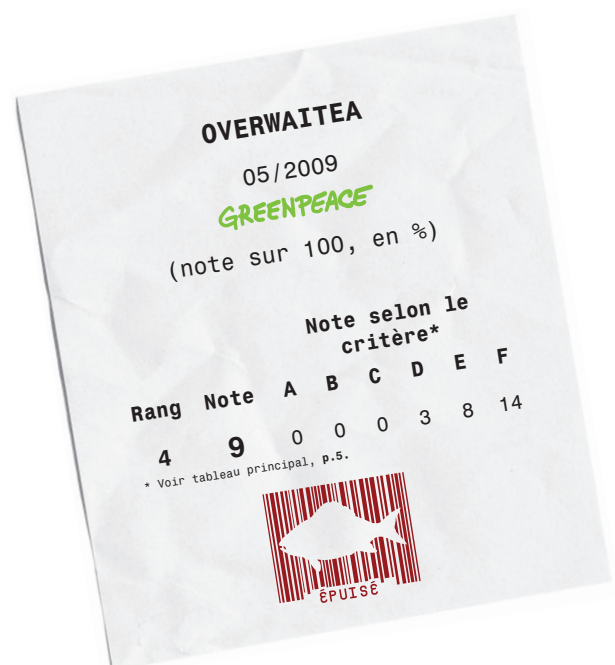 OVERWAITEA
05/2009
GREENPEACE
(note sur 100, en %)
Note selon le
critère*
Rang Note A B C D E F
4 9 0 0 0 3 8 14
* Voir tableau principal, p.5.
ÉPUISÉ